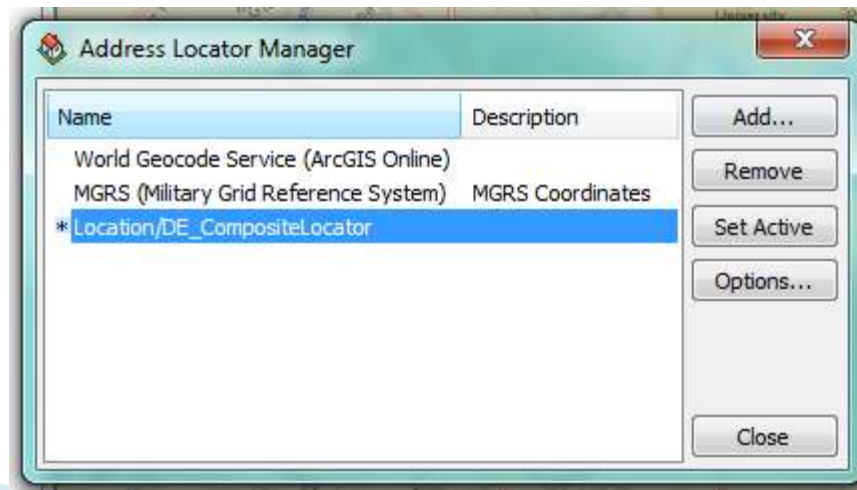 Address Locator Manager
Name Description
World Geocode Service (ArcGIS Online)
MGRS (Military Grid Reference System) MGRS Coordinates
* Location/DE_CompositeLocator
Add...
Remove
Set Active
Options...
Close